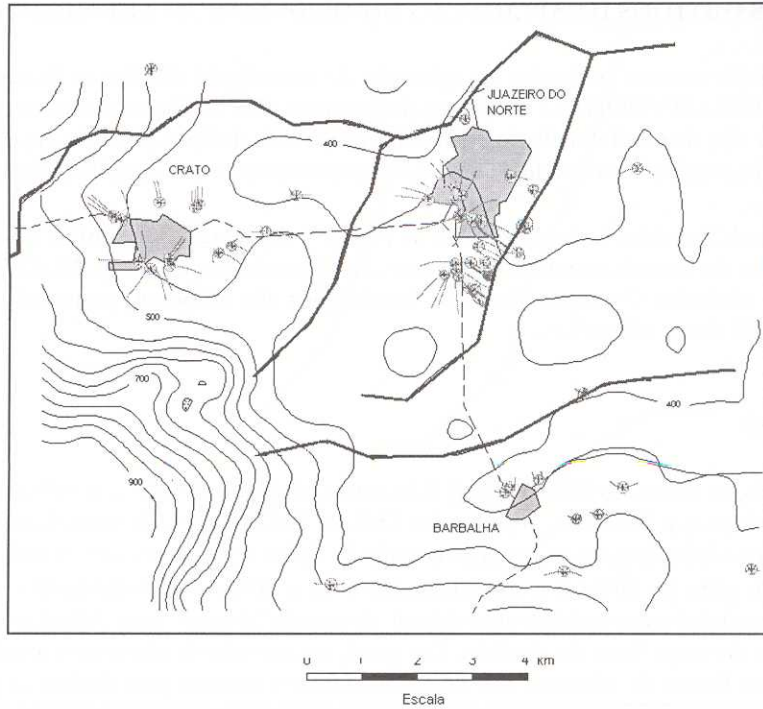 JUAZEIRO DO
NORTE
400
CRATO
500
700
400
900
BARBALHA
0 1 2 3 4 km
Escala